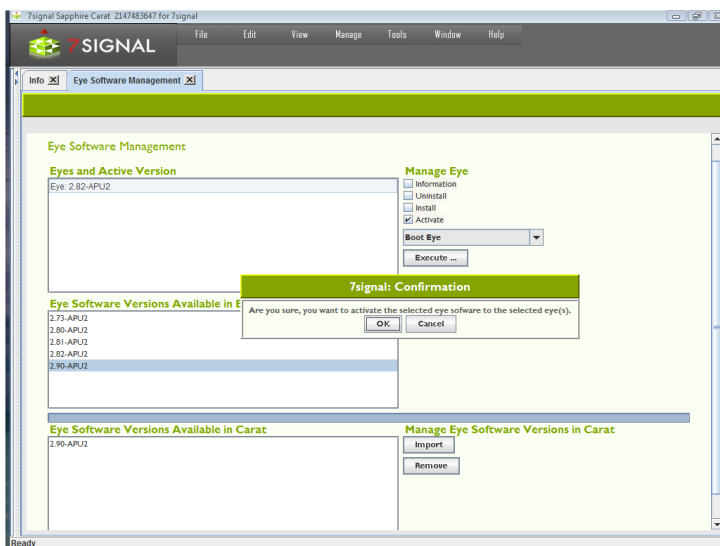 7signal Sapphire Carat 2147483647 for 7signal
7SIGNAL
File Edit View Manage Tools Window Help
Info Eye Software Management
Eye Software Management
Eyes and Active Version
Eye: 2.82-APU2
Manage Eye
Information
Uninstall
Install
Activate
Boot Eye
Execute ...
7signal: Confirmation
Are you sure, you want to activate the selected eye sofware to the selected eye(s).
OK Cancel
Eye Software Versions Available in E
2.73-APU2
2.80-APU2
2.81-APU2
2.82-APU2
2.90-APU2
Eye Software Versions Available in Carat
2.90-APU2
Manage Eye Software Versions in Carat
Import
Remove
Ready